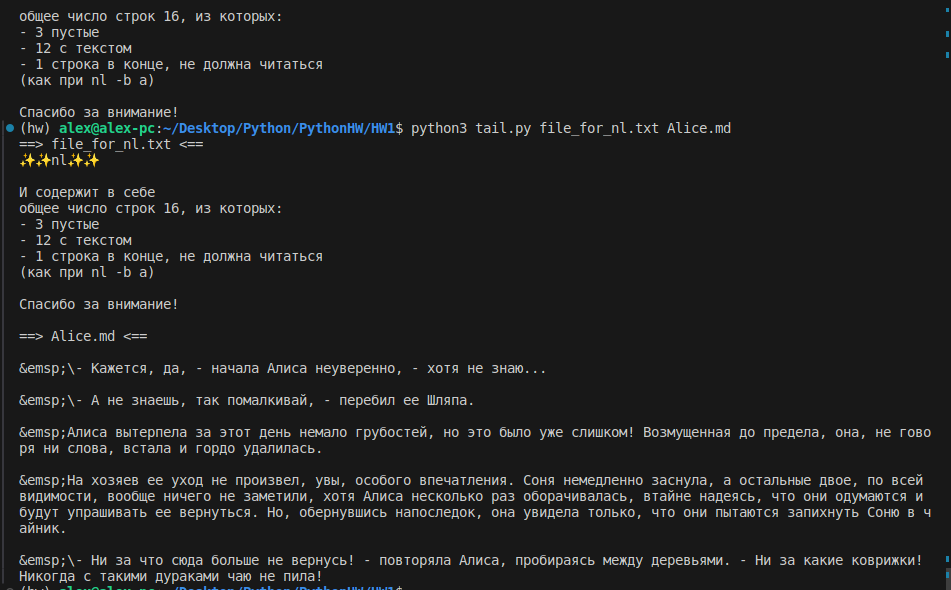 общее число строк 16, из которых:
- 3 пустые
- 12 с текстом
- 1 строка в конце, не должна читаться
(как при nl -b a)
Спасибо за внимание!
(hw) alex@alex-pc:~/Desktop/Python/PythonHW/HW1$ python3 tail.py file_for_nl.txt Alice.md
==> file_for_nl.txt <==
✨✨nl✨✨
И содержит в себе
общее число строк 16, из которых:
- 3 пустые
- 12 с текстом
- 1 строка в конце, не должна читаться
(как при nl -b a)
Спасибо за внимание!
==> Alice.md <==
&emsp;\- Кажется, да, - начала Алиса неуверенно, - хотя не знаю...
&emsp;\- А не знаешь, так помалкивай, - перебил ее Шляпа.
&emsp;Алиса вытерпела за этот день немало грубостей, но это было уже слишком! Возмущенная до предела, она, не гово
ря ни слова, встала и гордо удалилась.
&emsp;На хозяев ее уход не произвел, увы, особого впечатления. Соня немедленно заснула, а остальные двое, по всей
видимости, вообще ничего не заметили, хотя Алиса несколько раз оборачивалась, втайне надеясь, что они одумаются и
будут упрашивать ее вернуться. Но, обернувшись напоследок, она увидела только, что они пытаются запихнуть Соню в ч
айник.
&emsp;\- Ни за что сюда больше не вернусь! - повторяла Алиса, пробираясь между деревьями. - Ни за какие коврижки!
Никогда с такими дураками чаю не пила!
(hw) alex@alex-pc:~/Desktop/Python/PythonHW/HW1$